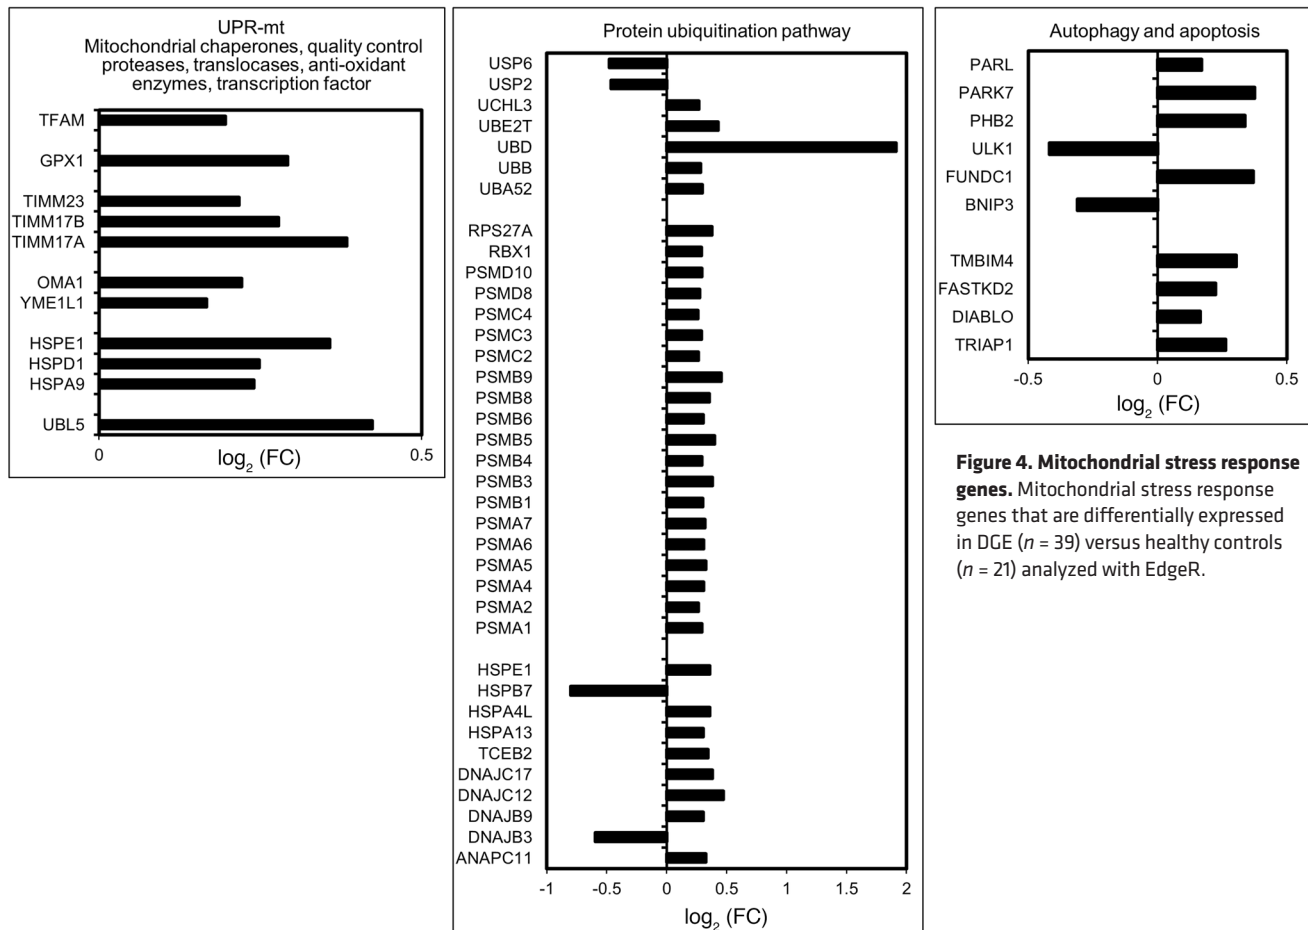 UPR-mt
Mitochondrial chaperones, quality control
proteases, translocases, anti-oxidant
enzymes, transcription factor
TFAM
GPX1
TIMM23
TIMM17B
TIMM17A
OMA1
YME1L1
HSPE1
HSPD1
HSPA9
UBL5
0 0.5
log2 (FC)
Protein ubiquitination pathway
USP6
USP2
UCHL3
UBE2T
UBD
UBB
UBA52
RPS27A
RBX1
PSMD10
PSMD8
PSMC4
PSMC3
PSMC2
PSMB9
PSMB8
PSMB6
PSMB5
PSMB4
PSMB3
PSMB1
PSMA7
PSMA6
PSMA5
PSMA4
PSMA2
PSMA1
HSPE1
HSPB7
HSPA4L
HSPA13
TCEB2
DNAJC17
DNAJC12
DNAJB9
DNAJB3
ANAPC11
-1 -0.5 0 0.5 1 1.5 2
log2 (FC)
Autophagy and apoptosis
PARL
PARK7
PHB2
ULK1
FUNDC1
BNIP3
TMBIM4
FASTKD2
DIABLO
TRIAP1
-0.5 0 0.5
log2 (FC)
Figure 4. Mitochondrial stress response
genes. Mitochondrial stress response
genes that are differentially expressed
in DGE (n = 39) versus healthy controls
(n = 21) analyzed with EdgeR.